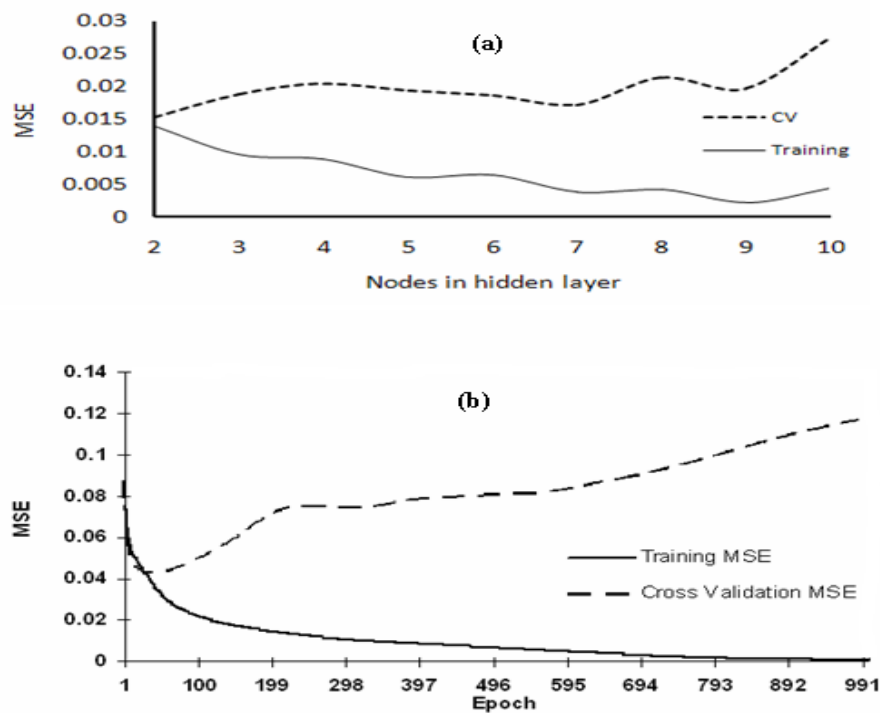 0.03
(a)
0.025
0.02
0.015
0.01
0.005
0
MSE
CV
Training
2 3 4 5 6 7 8 9 10
Nodes in hidden layer
0.14
(b)
0.12
0.1
0.08
0.06
0.04
0.02
0
MSE
Training MSE
Cross Validation MSE
1 100 199 298 397 496 595 694 793 892 991
Epoch